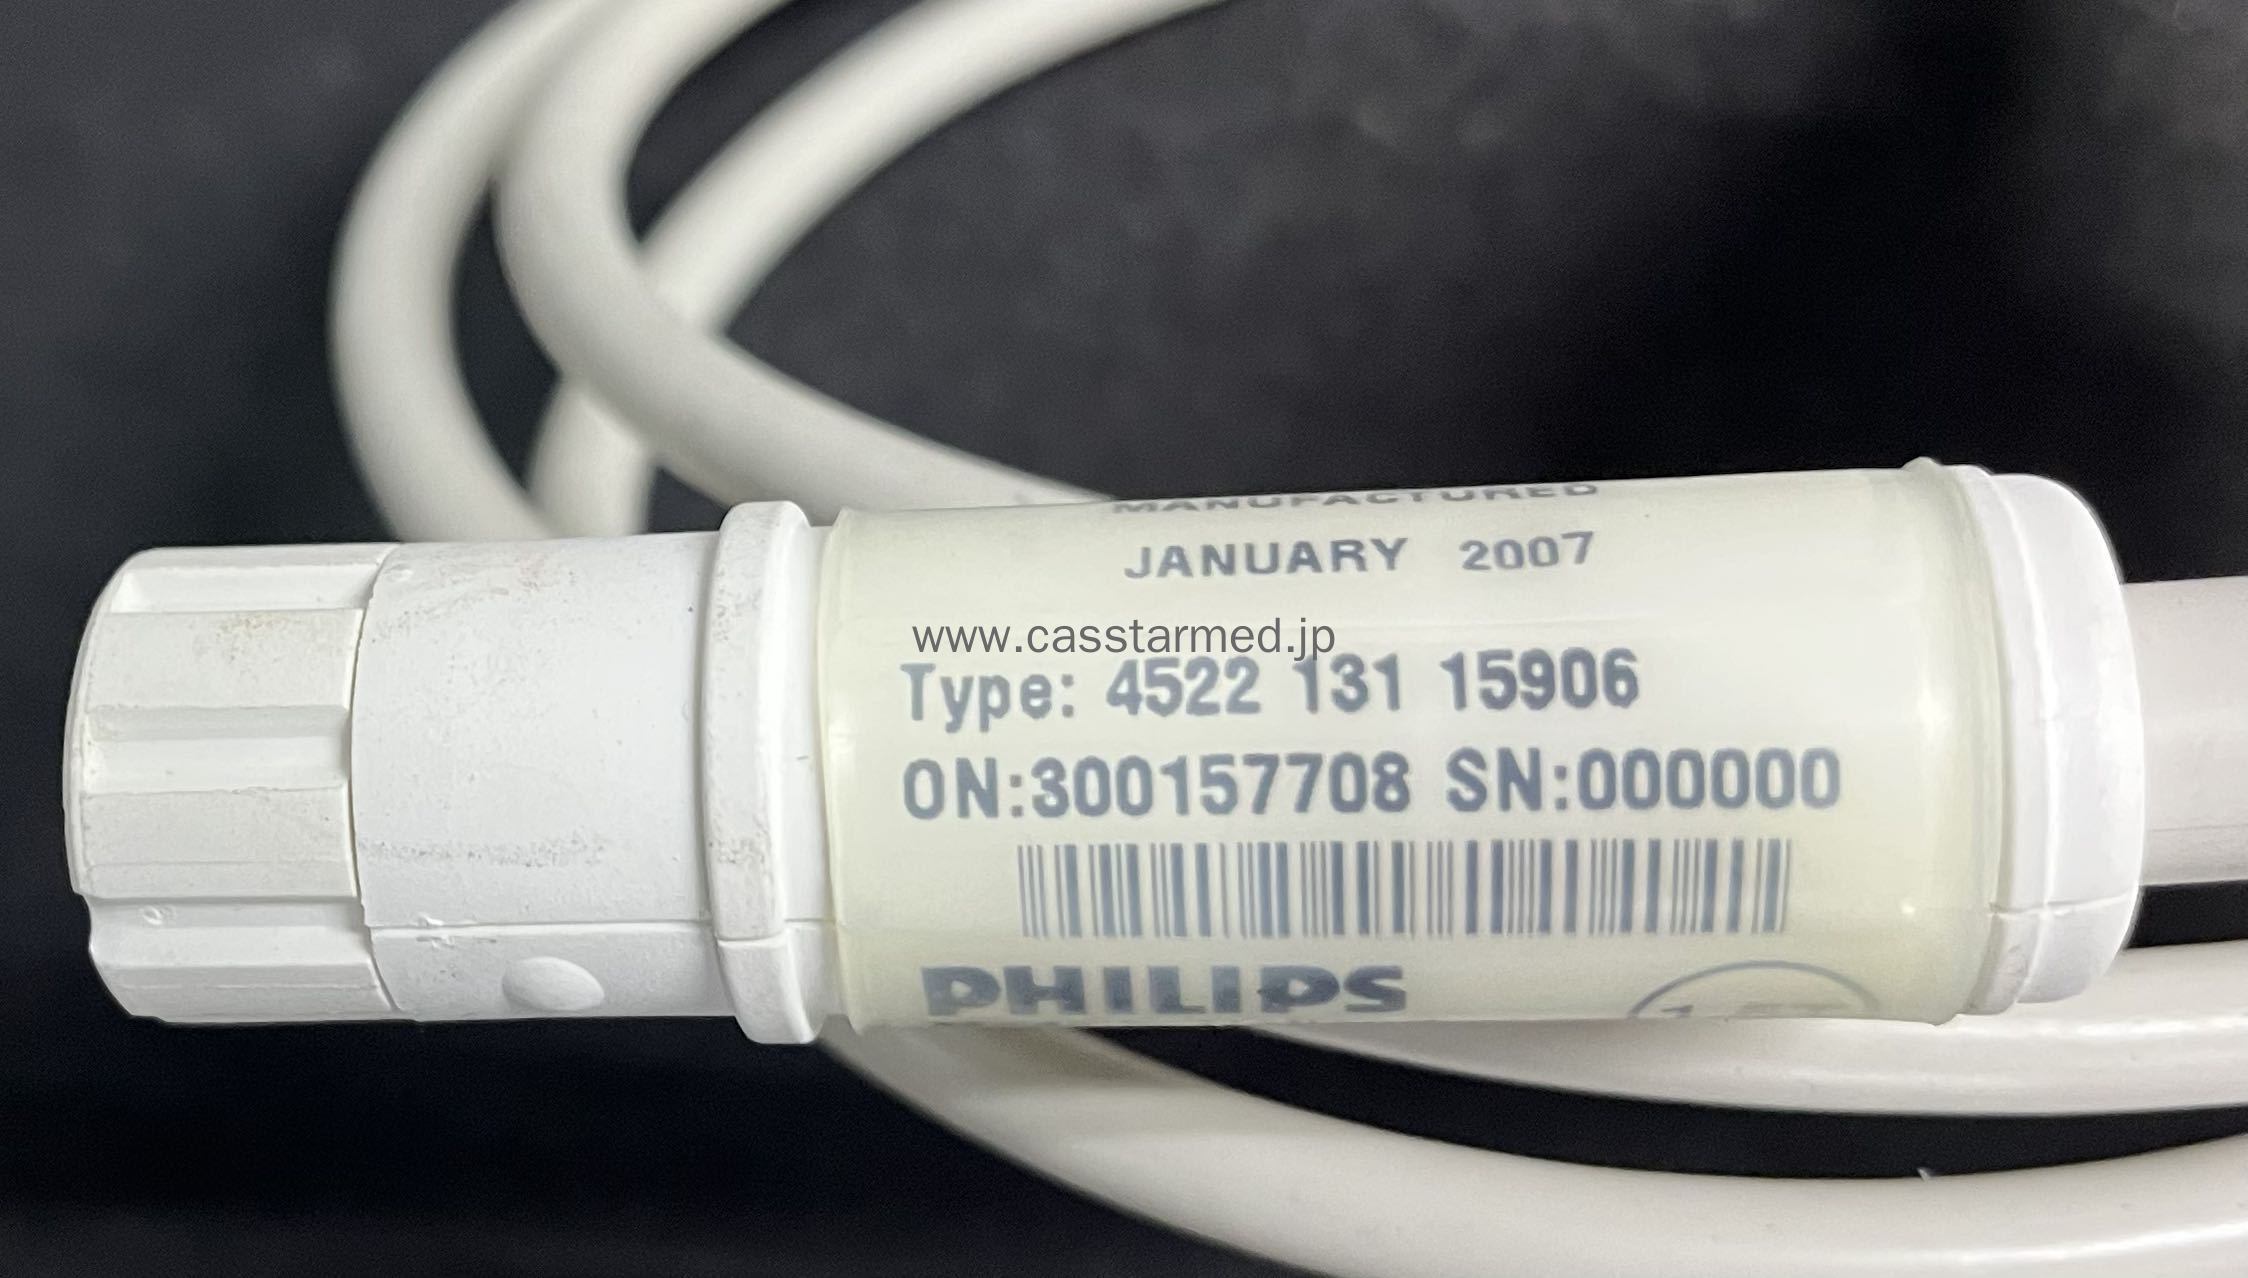 MANUFACTURED
JANUARY 2007
www.casstarmed.jp
Type: 4522 131 15906
ON:300157708 SN:000000
PHILIPS